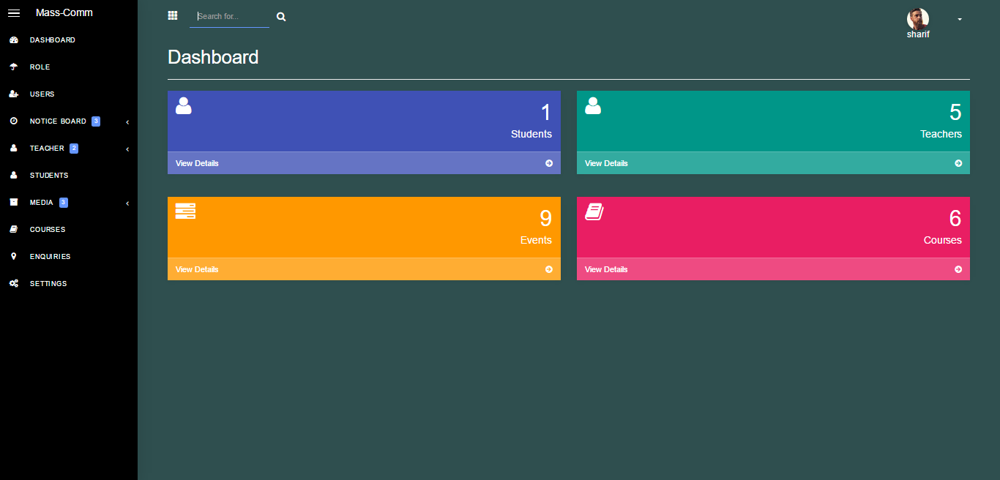 Mass-Comm
DASHBOARD
ROLE
USERS
NOTICE BOARD 3
TEACHER 2
STUDENTS
MEDIA 3
COURSES
ENQUIRIES
SETTINGS
Search for...
sharif
Dashboard
1
Students
View Details
5
Teachers
View Details
9
Events
View Details
6
Courses
View Details